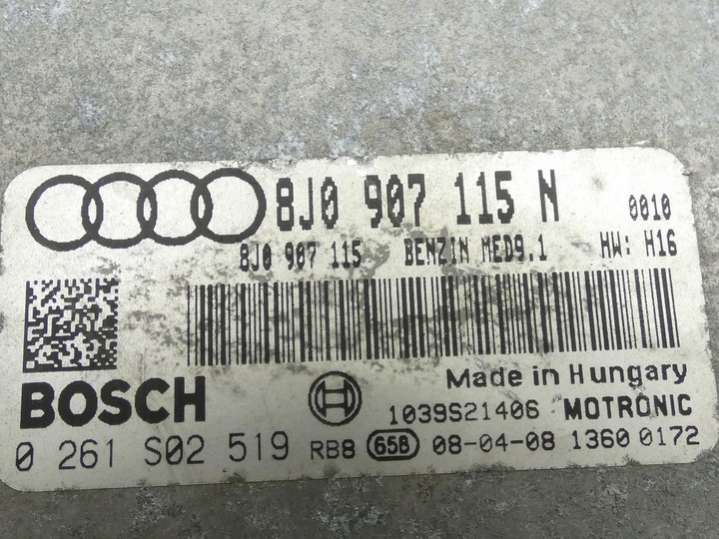 8J0 907 115 N 0010
8J0 907 115 BENZIN MED9.1 HW: H16
Made in Hungary
BOSCH 1039S21406 MOTRONIC
0 261 S02 519 RB8 658 08-04-08 1360 0172